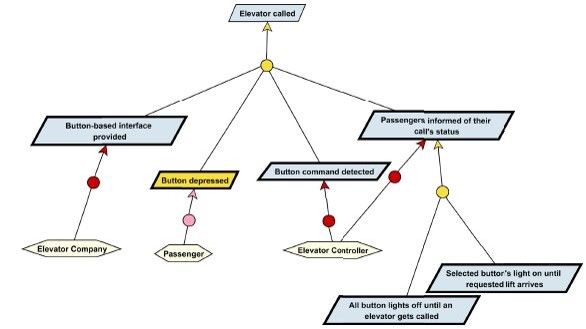 Elevator called
Button-based interface
provided
Passengers informed of their
call's status
Button depressed
Button command detected
Elevator Company
Passenger
Elevator Controller
Selected buttor's light on until
requested lift arrives
All button lights off until an
elevator gets called